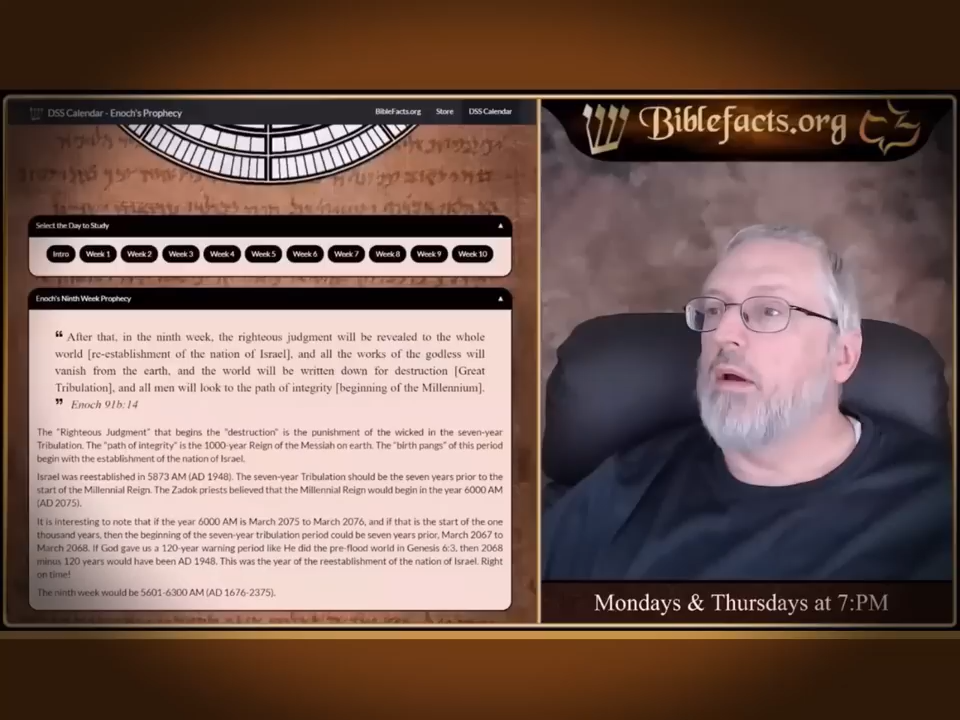 DSS Calendar - Enoch's Prophecy
BibleFacts.org Store DSS Calendar
Select the Day to Study
Intro Week 1 Week 2 Week 3 Week 4 Week 5 Week 6 Week 7 Week 8 Week 9 Week 10
Enoch's Ninth Week Prophecy
❝ After that, in the ninth week, the righteous judgment will be revealed to the whole
world [re-establishment of the nation of Israel], and all the works of the godless will
vanish from the earth, and the world will be written down for destruction [Great
Tribulation], and all men will look to the path of integrity [beginning of the Millennium].
❞ Enoch 91b:14
The "Righteous Judgment" that begins the "destruction" is the punishment of the wicked in the seven-year
Tribulation. The "path of integrity" is the 1000-year Reign of the Messiah on earth. The "birth pangs" of this period
begin with the establishment of the nation of Israel.
Israel was reestablished in 5873 AM (AD 1948). The seven-year Tribulation should be the seven years prior to the
start of the Millennial Reign. The Zadok priests believed that the Millennial Reign would begin in the year 6000 AM
(AD 2075).
It is interesting to note that if the year 6000 AM is March 2075 to March 2076, and if that is the start of the one
thousand years, then the beginning of the seven-year tribulation period could be seven years prior, March 2067 to
March 2068. If God gave us a 120-year warning period like He did the pre-flood world in Genesis 6:3, then 2068
minus 120 years would have been AD 1948. This was the year of the reestablishment of the nation of Israel. Right
on time!
The ninth week would be 5601-6300 AM (AD 1676-2375).
Biblefacts.org
Mondays & Thursdays at 7:PM